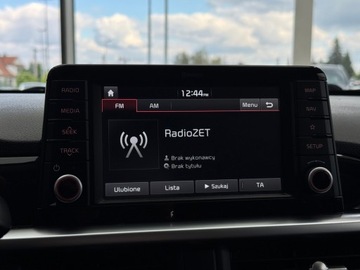 12:44PM
FM
AM
Menu
RADIO
MEDIA
SEEK
TRACK
MAP
NAV
SETUP
RadioZET
Brak wykonawcy
Brak tytułu
Ulubione
Lista
Szukaj
TA